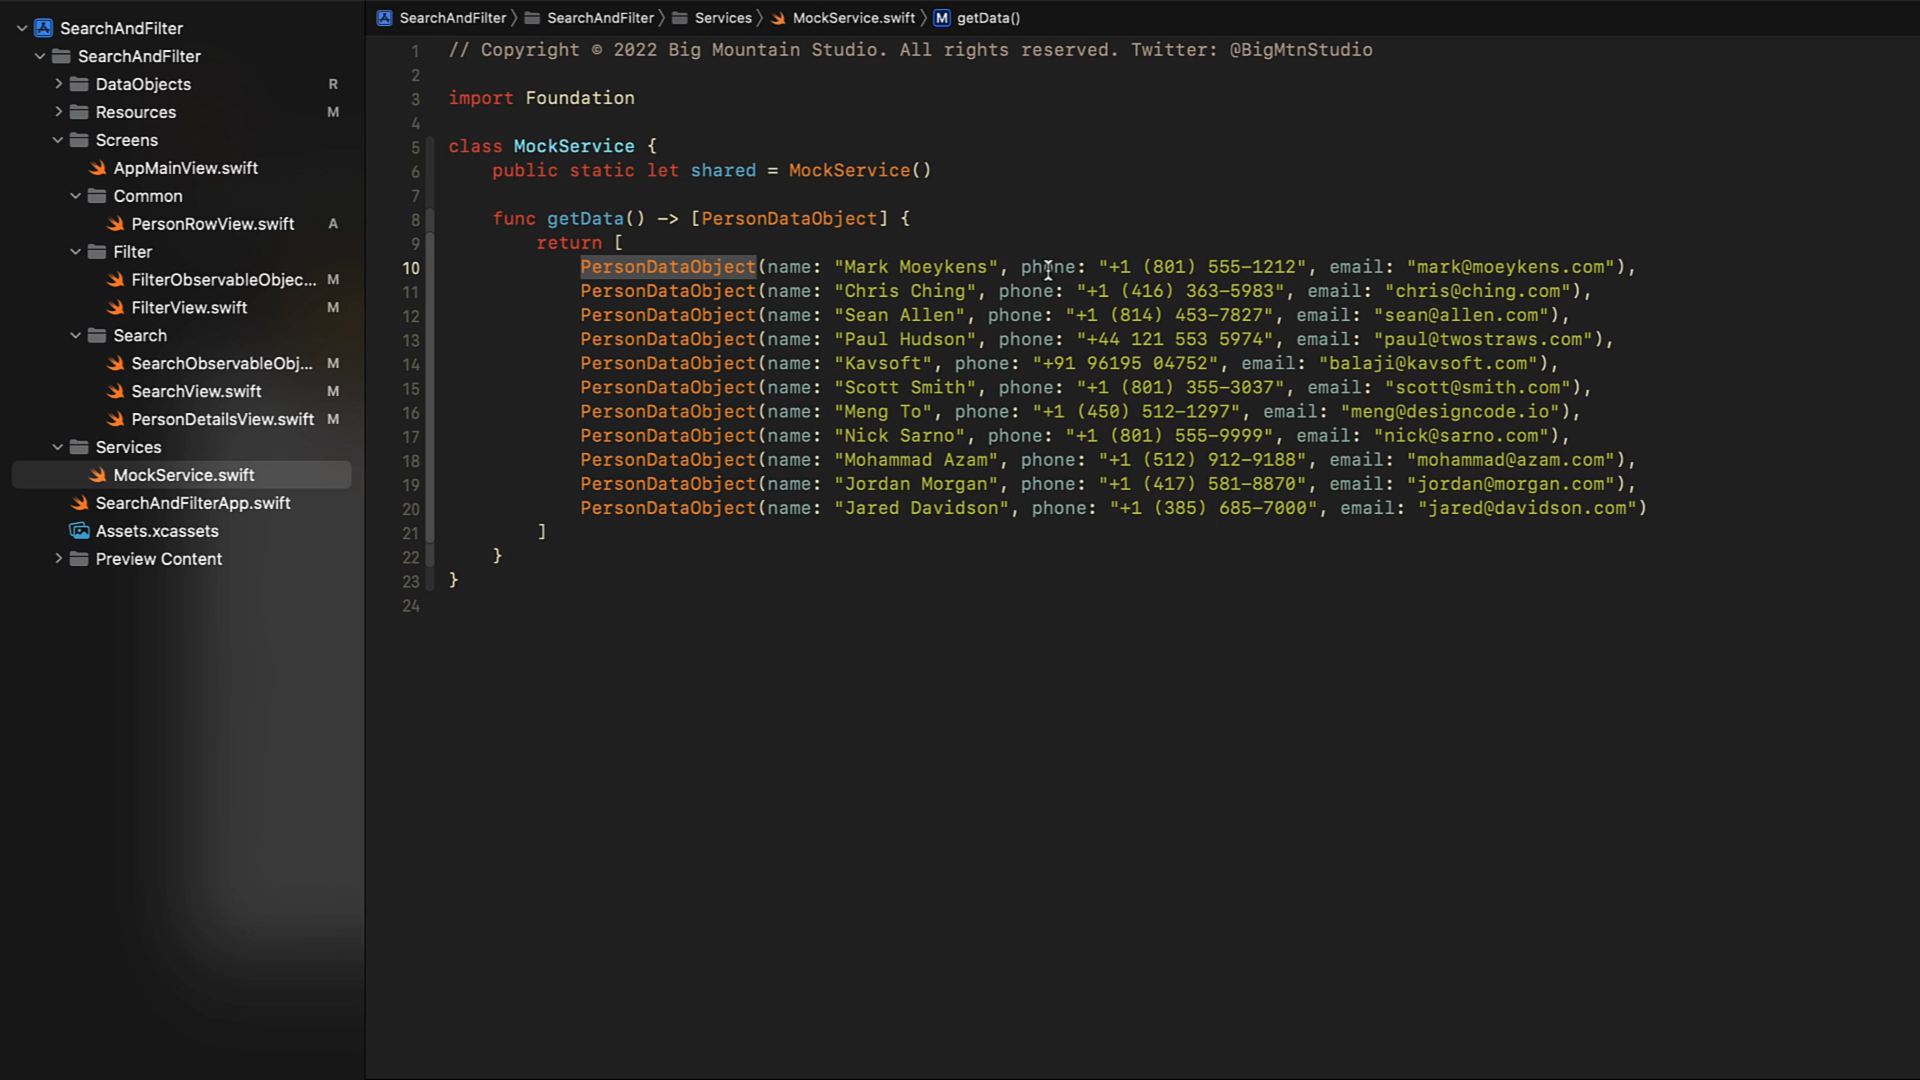 SearchAndFilter
SearchAndFilter
DataObjects R
Resources M
Screens
AppMainView.swift
Common
PersonRowView.swift A
Filter
FilterObservableObjec... M
FilterView.swift M
Search
SearchObservableObj... M
SearchView.swift M
PersonDetailsView.swift M
Services
MockService.swift
SearchAndFilterApp.swift
Assets.xcassets
Preview Content
SearchAndFilter SearchAndFilter Services MockService.swift M getData()
1 // Copyright © 2022 Big Mountain Studio. All rights reserved. Twitter: @BigMtnStudio
2
3 import Foundation
4
5 class MockService {
6 public static let shared = MockService()
7
8 func getData() -> [PersonDataObject] {
9 return [
10 PersonDataObject(name: "Mark Moeykens", phone: "+1 (801) 555-1212", email: "mark@moeykens.com"),
11 PersonDataObject(name: "Chris Ching", phone: "+1 (416) 363-5983", email: "chris@ching.com"),
12 PersonDataObject(name: "Sean Allen", phone: "+1 (814) 453-7827", email: "sean@allen.com"),
13 PersonDataObject(name: "Paul Hudson", phone: "+44 121 553 5974", email: "paul@twostraws.com"),
14 PersonDataObject(name: "Kavsoft", phone: "+91 96195 04752", email: "balaji@kavsoft.com"),
15 PersonDataObject(name: "Scott Smith", phone: "+1 (801) 355-3037", email: "scott@smith.com"),
16 PersonDataObject(name: "Meng To", phone: "+1 (450) 512-1297", email: "meng@designcode.io"),
17 PersonDataObject(name: "Nick Sarno", phone: "+1 (801) 555-9999", email: "nick@sarno.com"),
18 PersonDataObject(name: "Mohammad Azam", phone: "+1 (512) 912-9188", email: "mohammad@azam.com"),
19 PersonDataObject(name: "Jordan Morgan", phone: "+1 (417) 581-8870", email: "jordan@morgan.com"),
20 PersonDataObject(name: "Jared Davidson", phone: "+1 (385) 685-7000", email: "jared@davidson.com")
21 ]
22 }
23 }
24